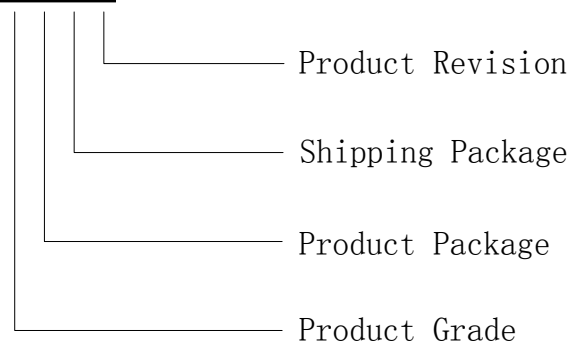 Product Revision
Shipping Package
Product Package
Product Grade